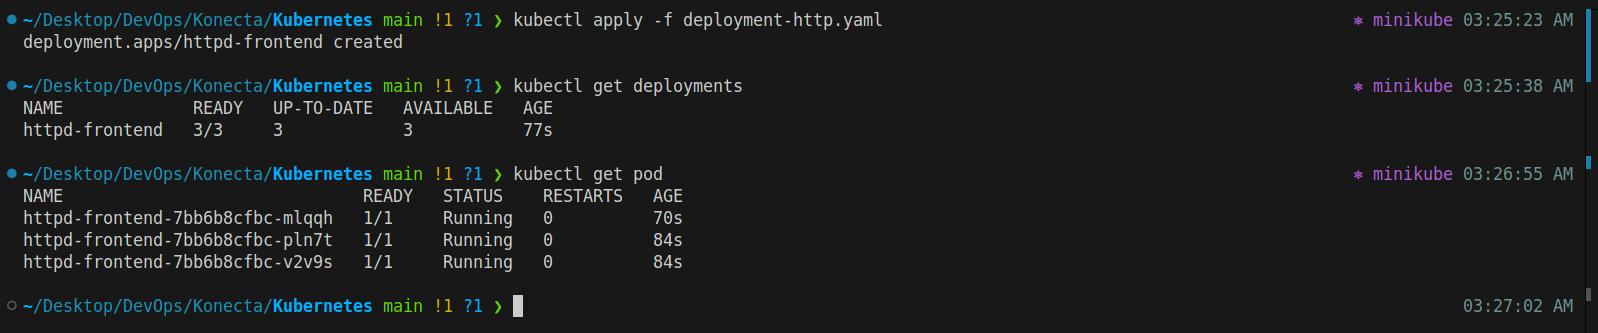 ~/Desktop/DevOps/Konecta/Kubernetes main !1 ?1 ❯ kubectl apply -f deployment-http.yaml ⎈ minikube 03:25:23 AM
deployment.apps/httpd-frontend created
~/Desktop/DevOps/Konecta/Kubernetes main !1 ?1 ❯ kubectl get deployments ⎈ minikube 03:25:38 AM
NAME READY UP-TO-DATE AVAILABLE AGE
httpd-frontend 3/3 3 3 77s
~/Desktop/DevOps/Konecta/Kubernetes main !1 ?1 ❯ kubectl get pod ⎈ minikube 03:26:55 AM
NAME READY STATUS RESTARTS AGE
httpd-frontend-7bb6b8cfbc-mlqqh 1/1 Running 0 70s
httpd-frontend-7bb6b8cfbc-pln7t 1/1 Running 0 84s
httpd-frontend-7bb6b8cfbc-v2v9s 1/1 Running 0 84s
~/Desktop/DevOps/Konecta/Kubernetes main !1 ?1 ❯ 03:27:02 AM